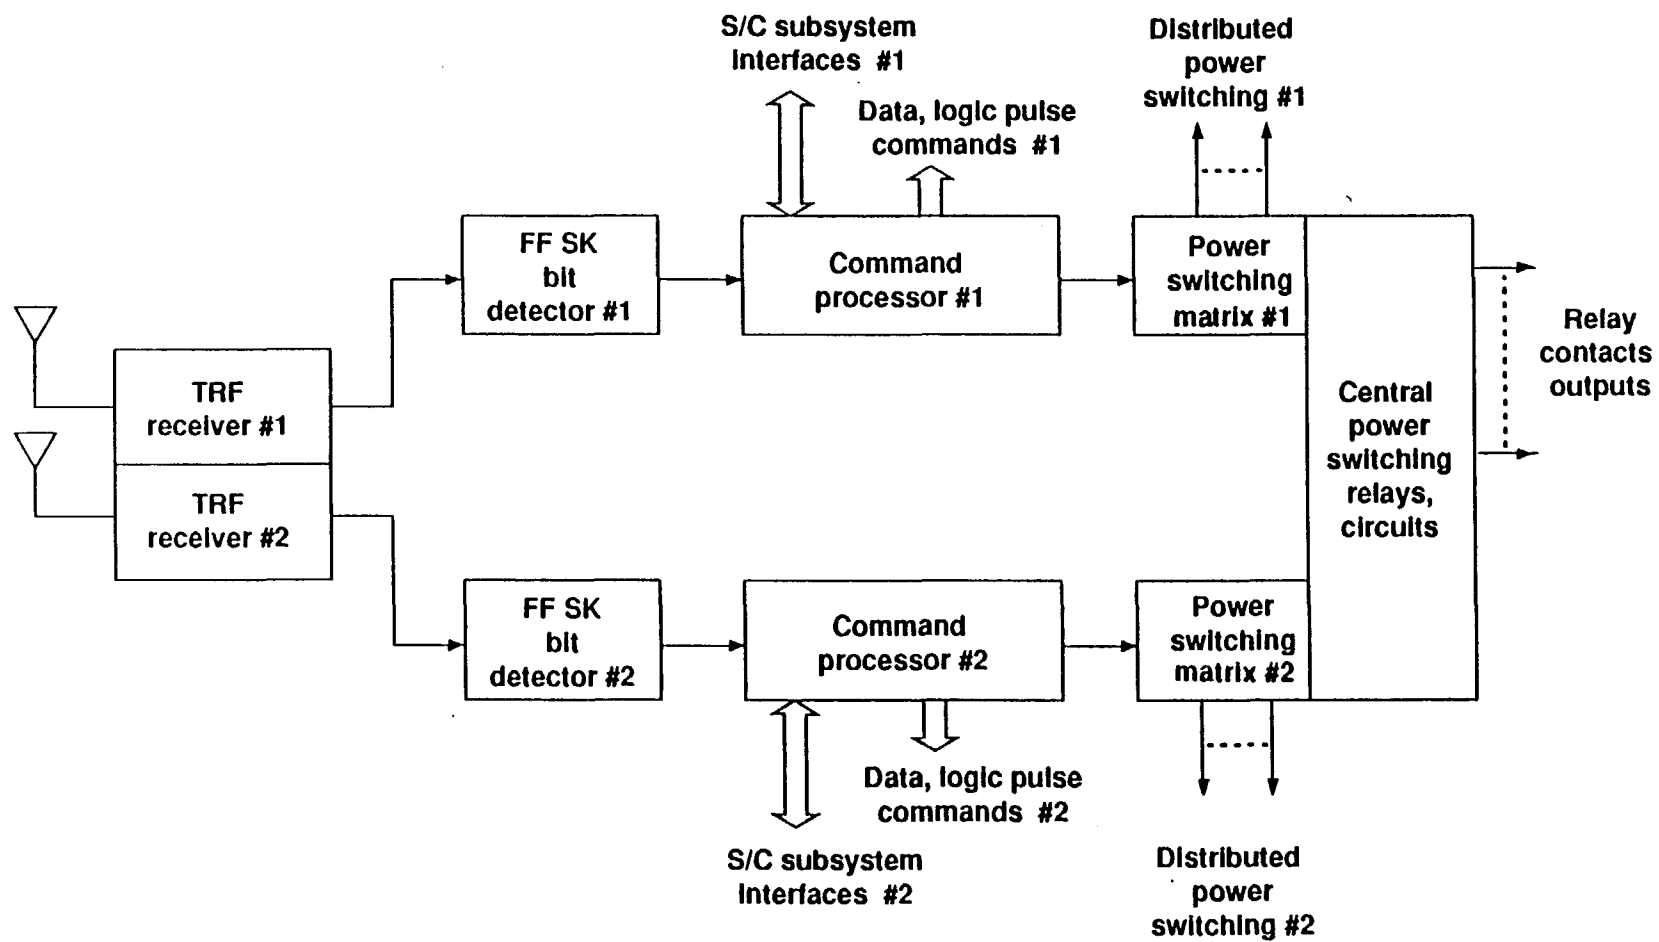 S/C subsystem
Interfaces #1
Data, logic pulse
commands #1
Distributed
power
switching #1
FF SK
bit
detector #1
Command
processor #1
Power
switching
matrix #1
TRF
receiver #1
TRF
receiver #2
Central
power
switching
relays,
circuits
Relay
contacts
outputs
FF SK
bit
detector #2
Command
processor #2
Power
switching
matrix #2
Data, logic pulse
commands #2
S/C subsystem
Interfaces #2
Distributed
power
switching #2